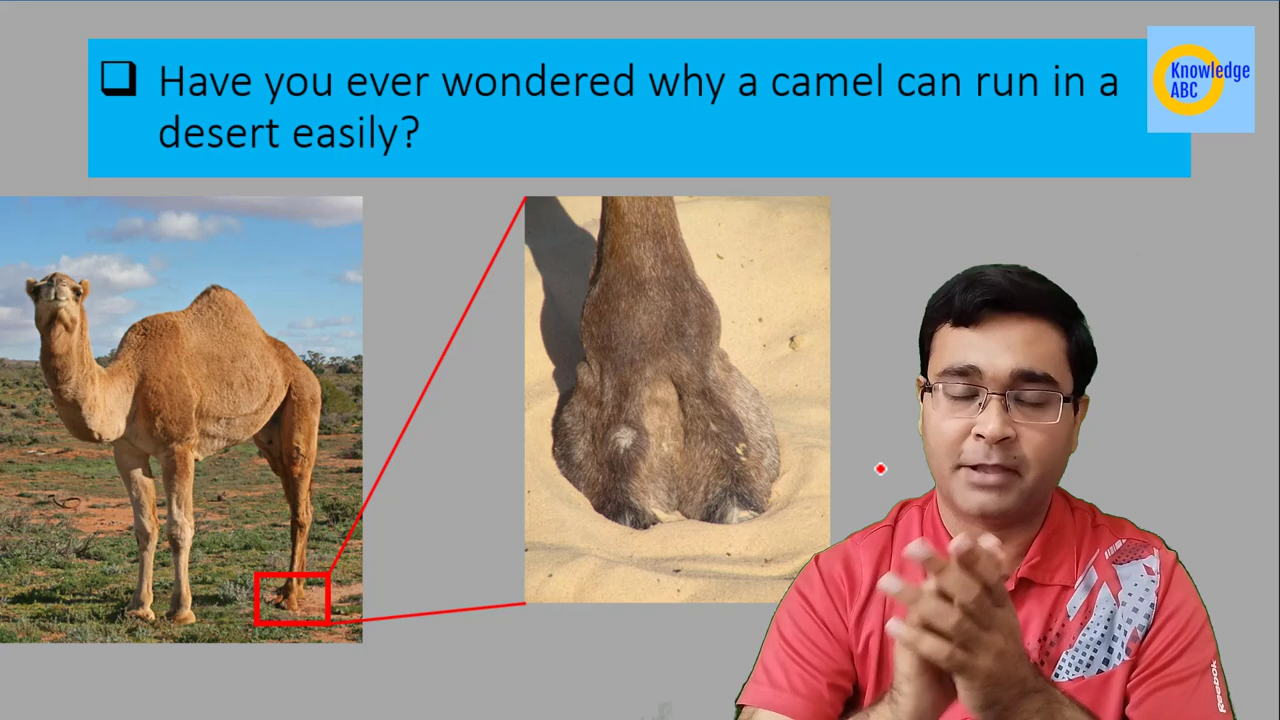 ❑ Have you ever wondered why a camel can run in a
desert easily?
Knowledge
ABC
Reebok